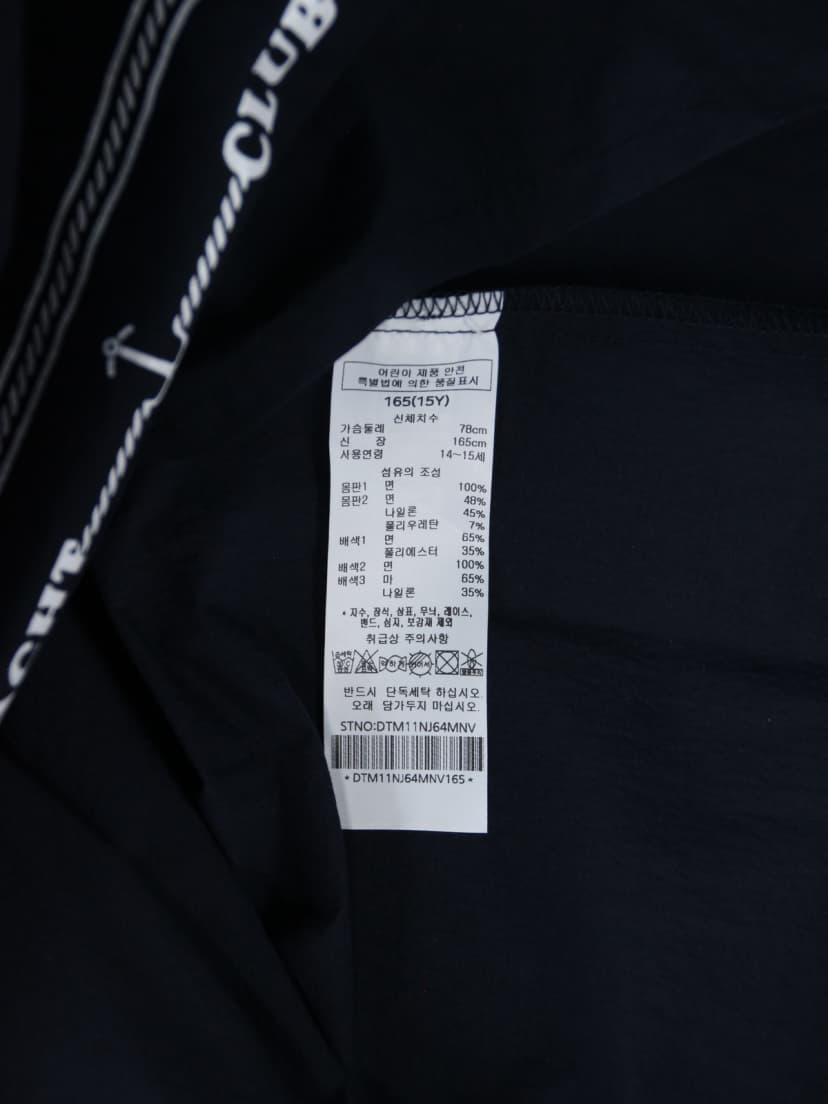 CLUB
어린이 제품 안전
특별법에 의한 품질표시
165(15Y)
신체치수
가슴둘레 78cm
신 장 165cm
사용연령 14~15세
섬유의 조성
몸판1 면 100%
몸판2 면 48%
나일론 45%
폴리우레탄 7%
배색1 면 65%
폴리에스터 35%
배색2 면 100%
배색3 마 65%
나일론 35%
* 자수, 장식, 상표, 무늬, 레이스,
밴드, 심지, 보강재 제외
취급상 주의사항
반드시 단독세탁 하십시오.
오래 담가두지 마십시오.
STNO:DTM11NJ64MNV
*DTM11NJ64MNV165*